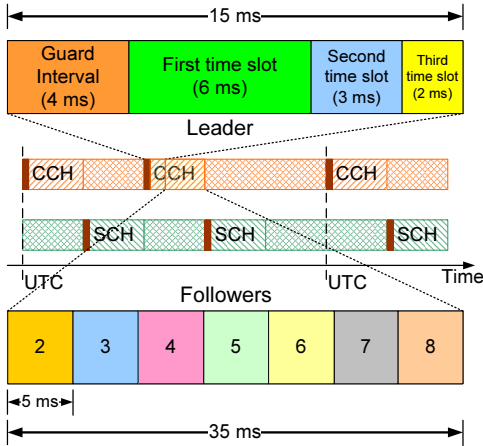 15 ms
Guard
Interval
(4 ms)
First time slot
(6 ms)
Second
time slot
(3 ms)
Third
time slot
(2 ms)
Leader
CCH
CCH
CCH
SCH
SCH
SCH
UTC
UTC
Time
Followers
2
3
4
5
6
7
8
5 ms
35 ms